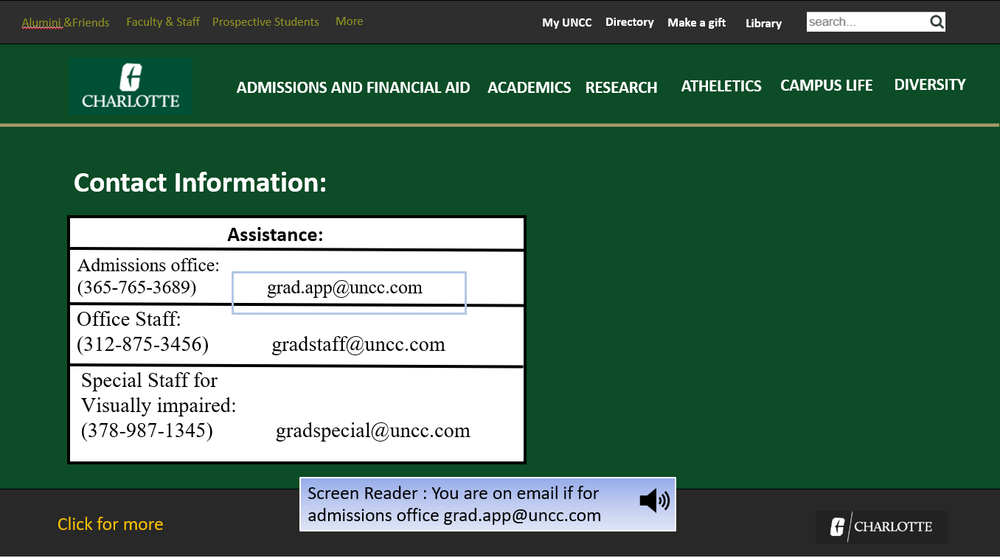 Alumini &Friends Faculty & Staff Prospective Students More My UNCC Directory Make a gift Library search...
CHARLOTTE
ADMISSIONS AND FINANCIAL AID ACADEMICS RESEARCH ATHELETICS CAMPUS LIFE DIVERSITY
Contact Information:
Assistance:
Admissions office:
(365-765-3689) grad.app@uncc.com
Office Staff:
(312-875-3456) gradstaff@uncc.com
Special Staff for
Visually impaired:
(378-987-1345) gradspecial@uncc.com
Screen Reader : You are on email if for
admissions office grad.app@uncc.com
Click for more
CHARLOTTE